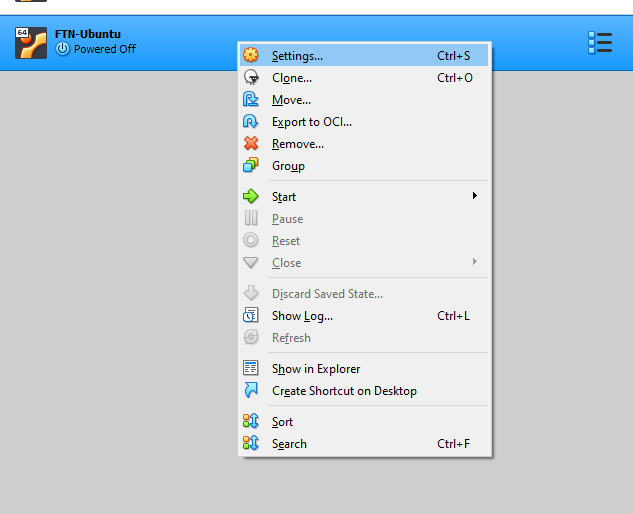 64
FTN-Ubuntu
Powered Off
Settings... Ctrl+S
Clone... Ctrl+O
Move...
Export to OCI...
Remove...
Group
Start
Pause
Reset
Close
Discard Saved State...
Show Log... Ctrl+L
Refresh
Show in Explorer
Create Shortcut on Desktop
Sort
Search Ctrl+F